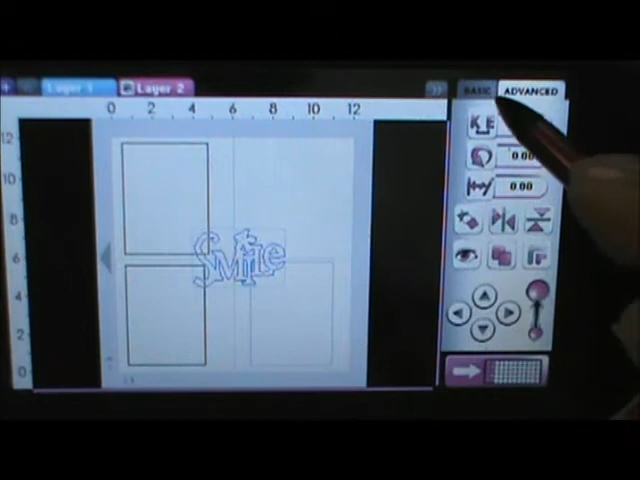 Layer 1 Layer 2
BASIC ADVANCED
0 2 4 6 8 10 12
12
10
8
6
4
2
0
K E
0.00
0.00
Smile